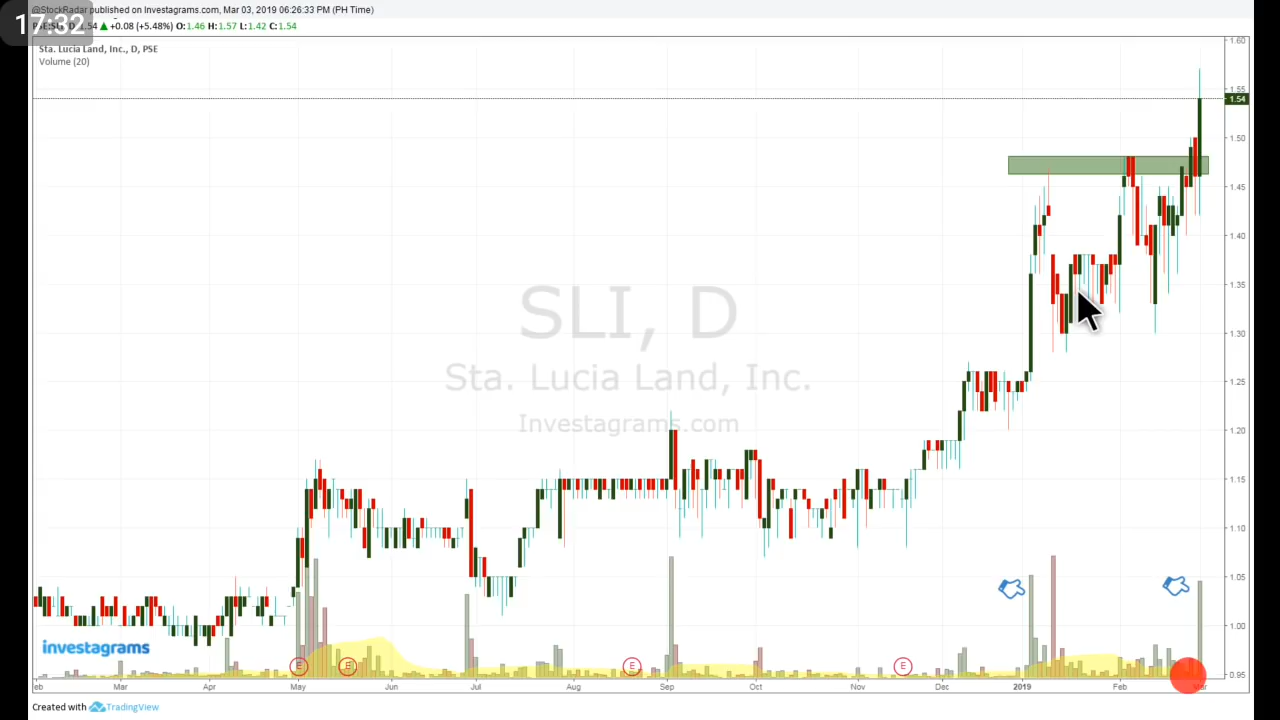 @StockRadar published on Investagrams.com, Mar 03, 2019 06:26:33 PM (PH Time)
17:32
1.54 ▲ +0.08 (+5.48%) O: 1.46 H: 1.57 L: 1.42 C: 1.54
Sta. Lucia Land, Inc., D, PSE
Volume (20)
1.60
1.55
1.54
1.50
1.45
1.40
1.35
1.30
1.25
1.20
1.15
1.10
1.05
1.00
0.95
SLI, D
Sta. Lucia Land, Inc.
Investagrams.com
investagrams
E E E E
eb Mar Apr May Jun Jul Aug Sep Oct Nov Dec 2019 Feb Mar
Created with TradingView